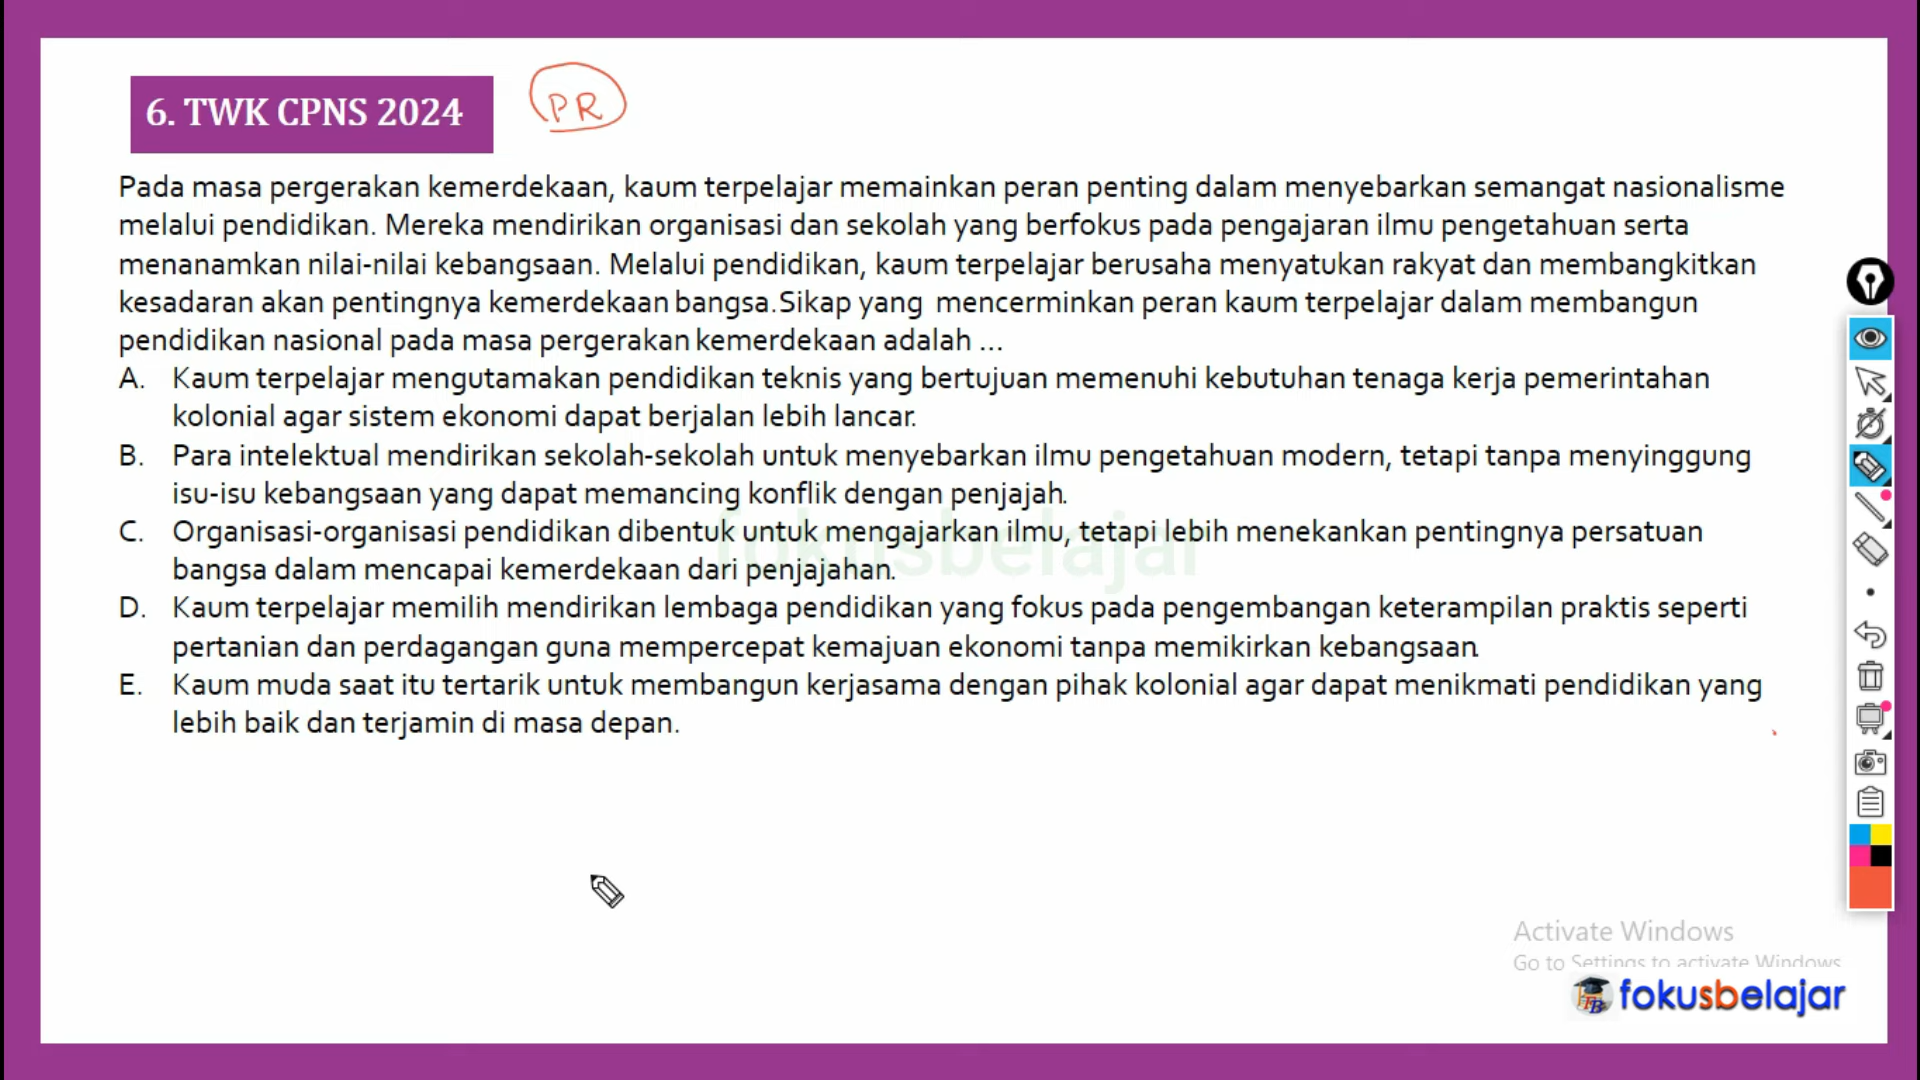 6. TWK CPNS 2024
PR
Pada masa pergerakan kemerdekaan, kaum terpelajar memainkan peran penting dalam menyebarkan semangat nasionalisme
melalui pendidikan. Mereka mendirikan organisasi dan sekolah yang berfokus pada pengajaran ilmu pengetahuan serta
menanamkan nilai-nilai kebangsaan. Melalui pendidikan, kaum terpelajar berusaha menyatukan rakyat dan membangkitkan
kesadaran akan pentingnya kemerdekaan bangsa.Sikap yang mencerminkan peran kaum terpelajar dalam membangun
pendidikan nasional pada masa pergerakan kemerdekaan adalah ...
A. Kaum terpelajar mengutamakan pendidikan teknis yang bertujuan memenuhi kebutuhan tenaga kerja pemerintahan
kolonial agar sistem ekonomi dapat berjalan lebih lancar.
B. Para intelektual mendirikan sekolah-sekolah untuk menyebarkan ilmu pengetahuan modern, tetapi tanpa menyinggung
isu-isu kebangsaan yang dapat memancing konflik dengan penjajah.
C. Organisasi-organisasi pendidikan dibentuk untuk mengajarkan ilmu, tetapi lebih menekankan pentingnya persatuan
bangsa dalam mencapai kemerdekaan dari penjajahan.
fokusbelajar
D. Kaum terpelajar memilih mendirikan lembaga pendidikan yang fokus pada pengembangan keterampilan praktis seperti
pertanian dan perdagangan guna mempercepat kemajuan ekonomi tanpa memikirkan kebangsaan.
E. Kaum muda saat itu tertarik untuk membangun kerjasama dengan pihak kolonial agar dapat menikmati pendidikan yang
lebih baik dan terjamin di masa depan.
Activate Windows
Go to Settings to activate Windows.
fokusbelajar